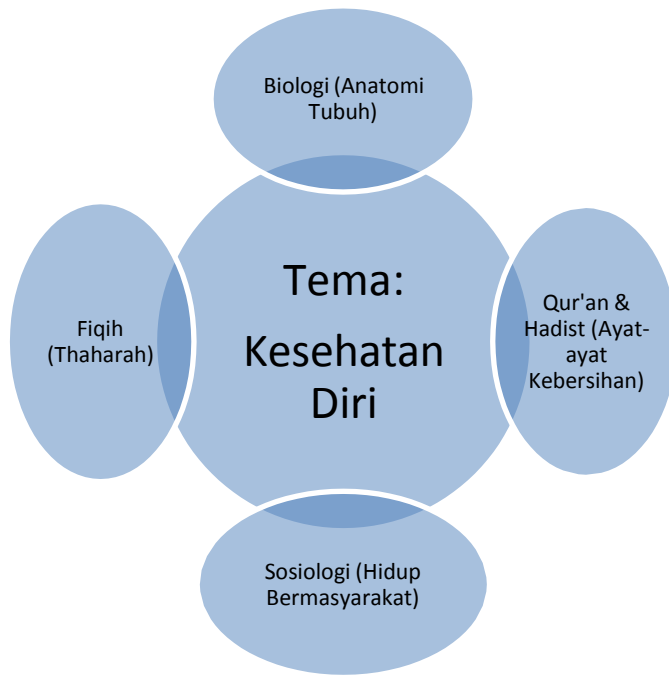 Biologi (Anatomi
Tubuh)
Tema:
Kesehatan
Diri
Qur'an &
Hadist (Ayat-
ayat
Kebersihan)
Sosiologi (Hidup
Bermasyarakat)
Fiqih
(Thaharah)